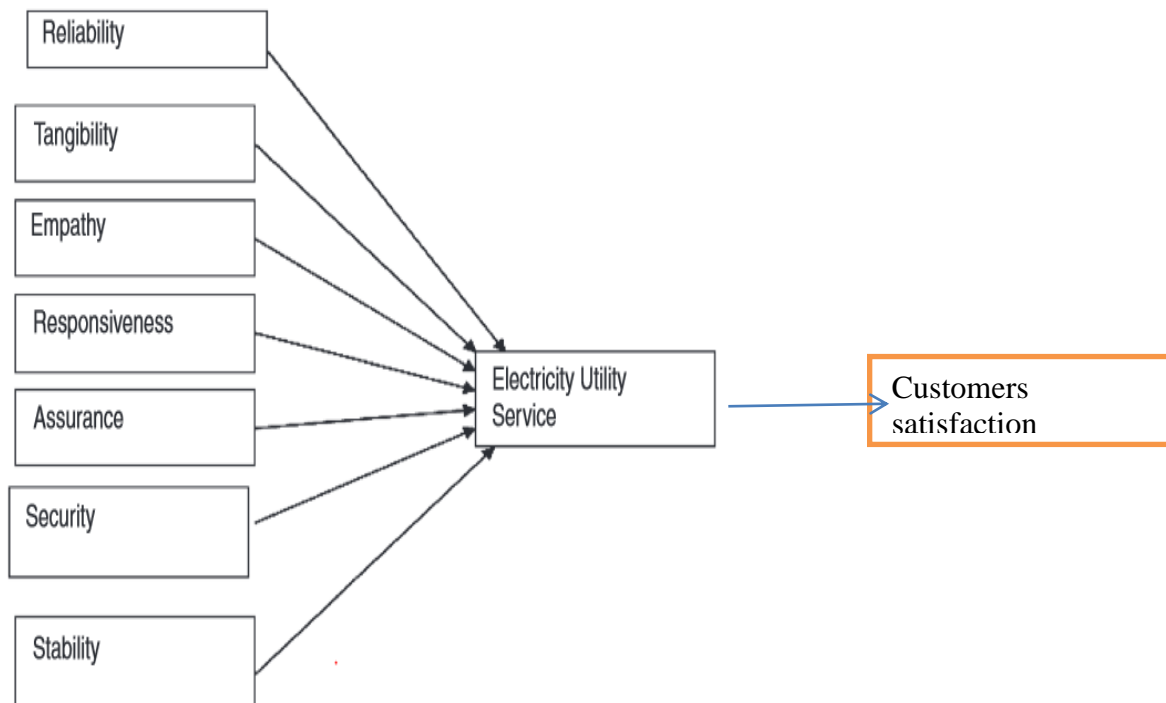 Reliability
Tangibility
Empathy
Responsiveness
Assurance
Security
Stability
Electricity Utility
Service
Customers
satisfaction